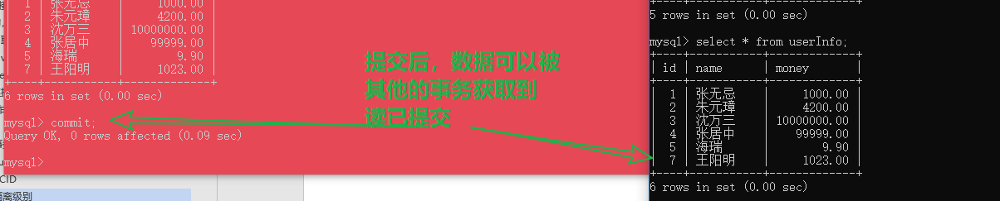 1 | 张无忌 | 1000.00 |
2 | 朱元璋 | 4200.00 |
3 | 沈万三 | 10000000.00 |
4 | 张居中 | 99999.00 |
5 | 海瑞 | 9.90 |
7 | 王阳明 | 1023.00 |
6 rows in set (0.00 sec)
mysql> commit;
Query OK, 0 rows affected (0.09 sec)
mysql>
CID
离级别
提交后，数据可以被
其他的事务获取到
读已提交
5 rows in set (0.00 sec)
mysql> select * from userInfo;
| id | name | money |
| 1 | 张无忌 | 1000.00 |
| 2 | 朱元璋 | 4200.00 |
| 3 | 沈万三 | 10000000.00 |
| 4 | 张居中 | 99999.00 |
| 5 | 海瑞 | 9.90 |
| 7 | 王阳明 | 1023.00 |
6 rows in set (0.00 sec)